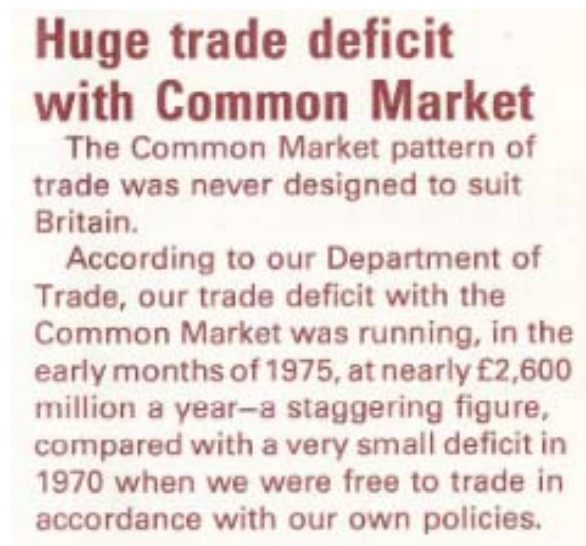 Huge trade deficit
with Common Market
The Common Market pattern of
trade was never designed to suit
Britain.
According to our Department of
Trade, our trade deficit with the
Common Market was running, in the
early months of 1975, at nearly £2,600
million a year–a staggering figure,
compared with a very small deficit in
1970 when we were free to trade in
accordance with our own policies.